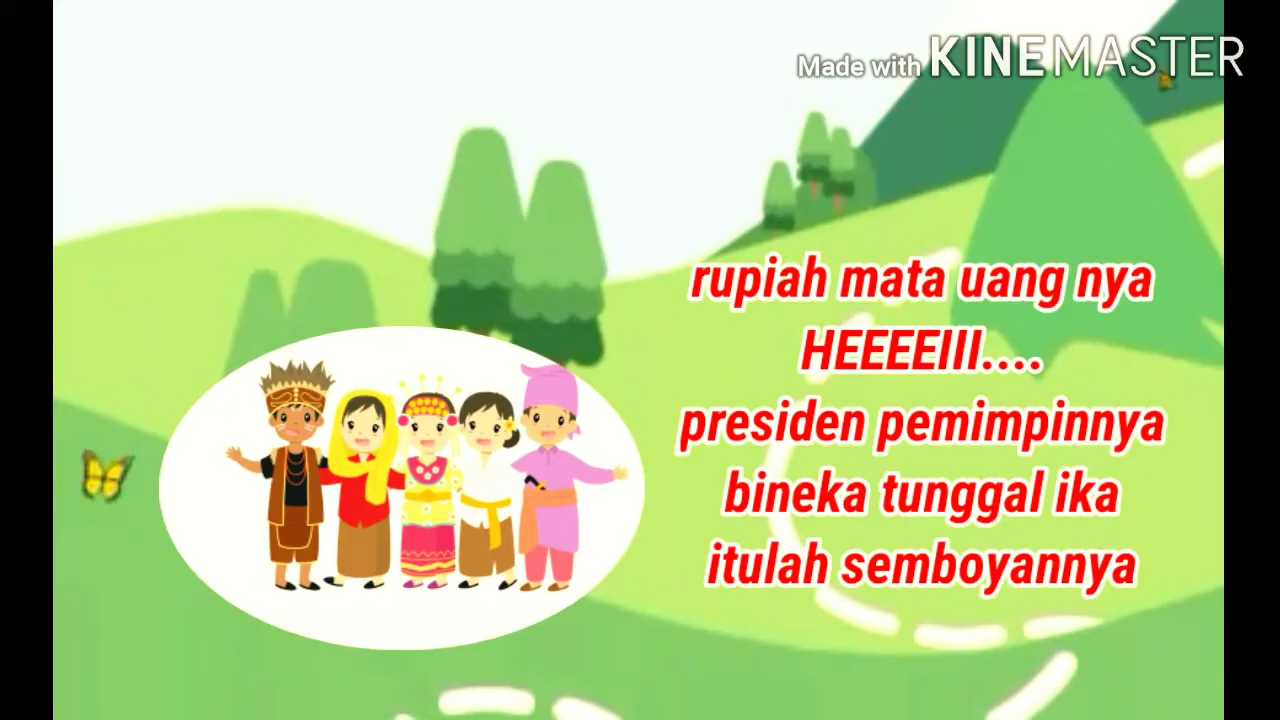 Made with KINEMASTER
rupiah mata uang nya
HEEEEIII....
presiden pemimpinnya
bineka tunggal ika
itulah semboyannya